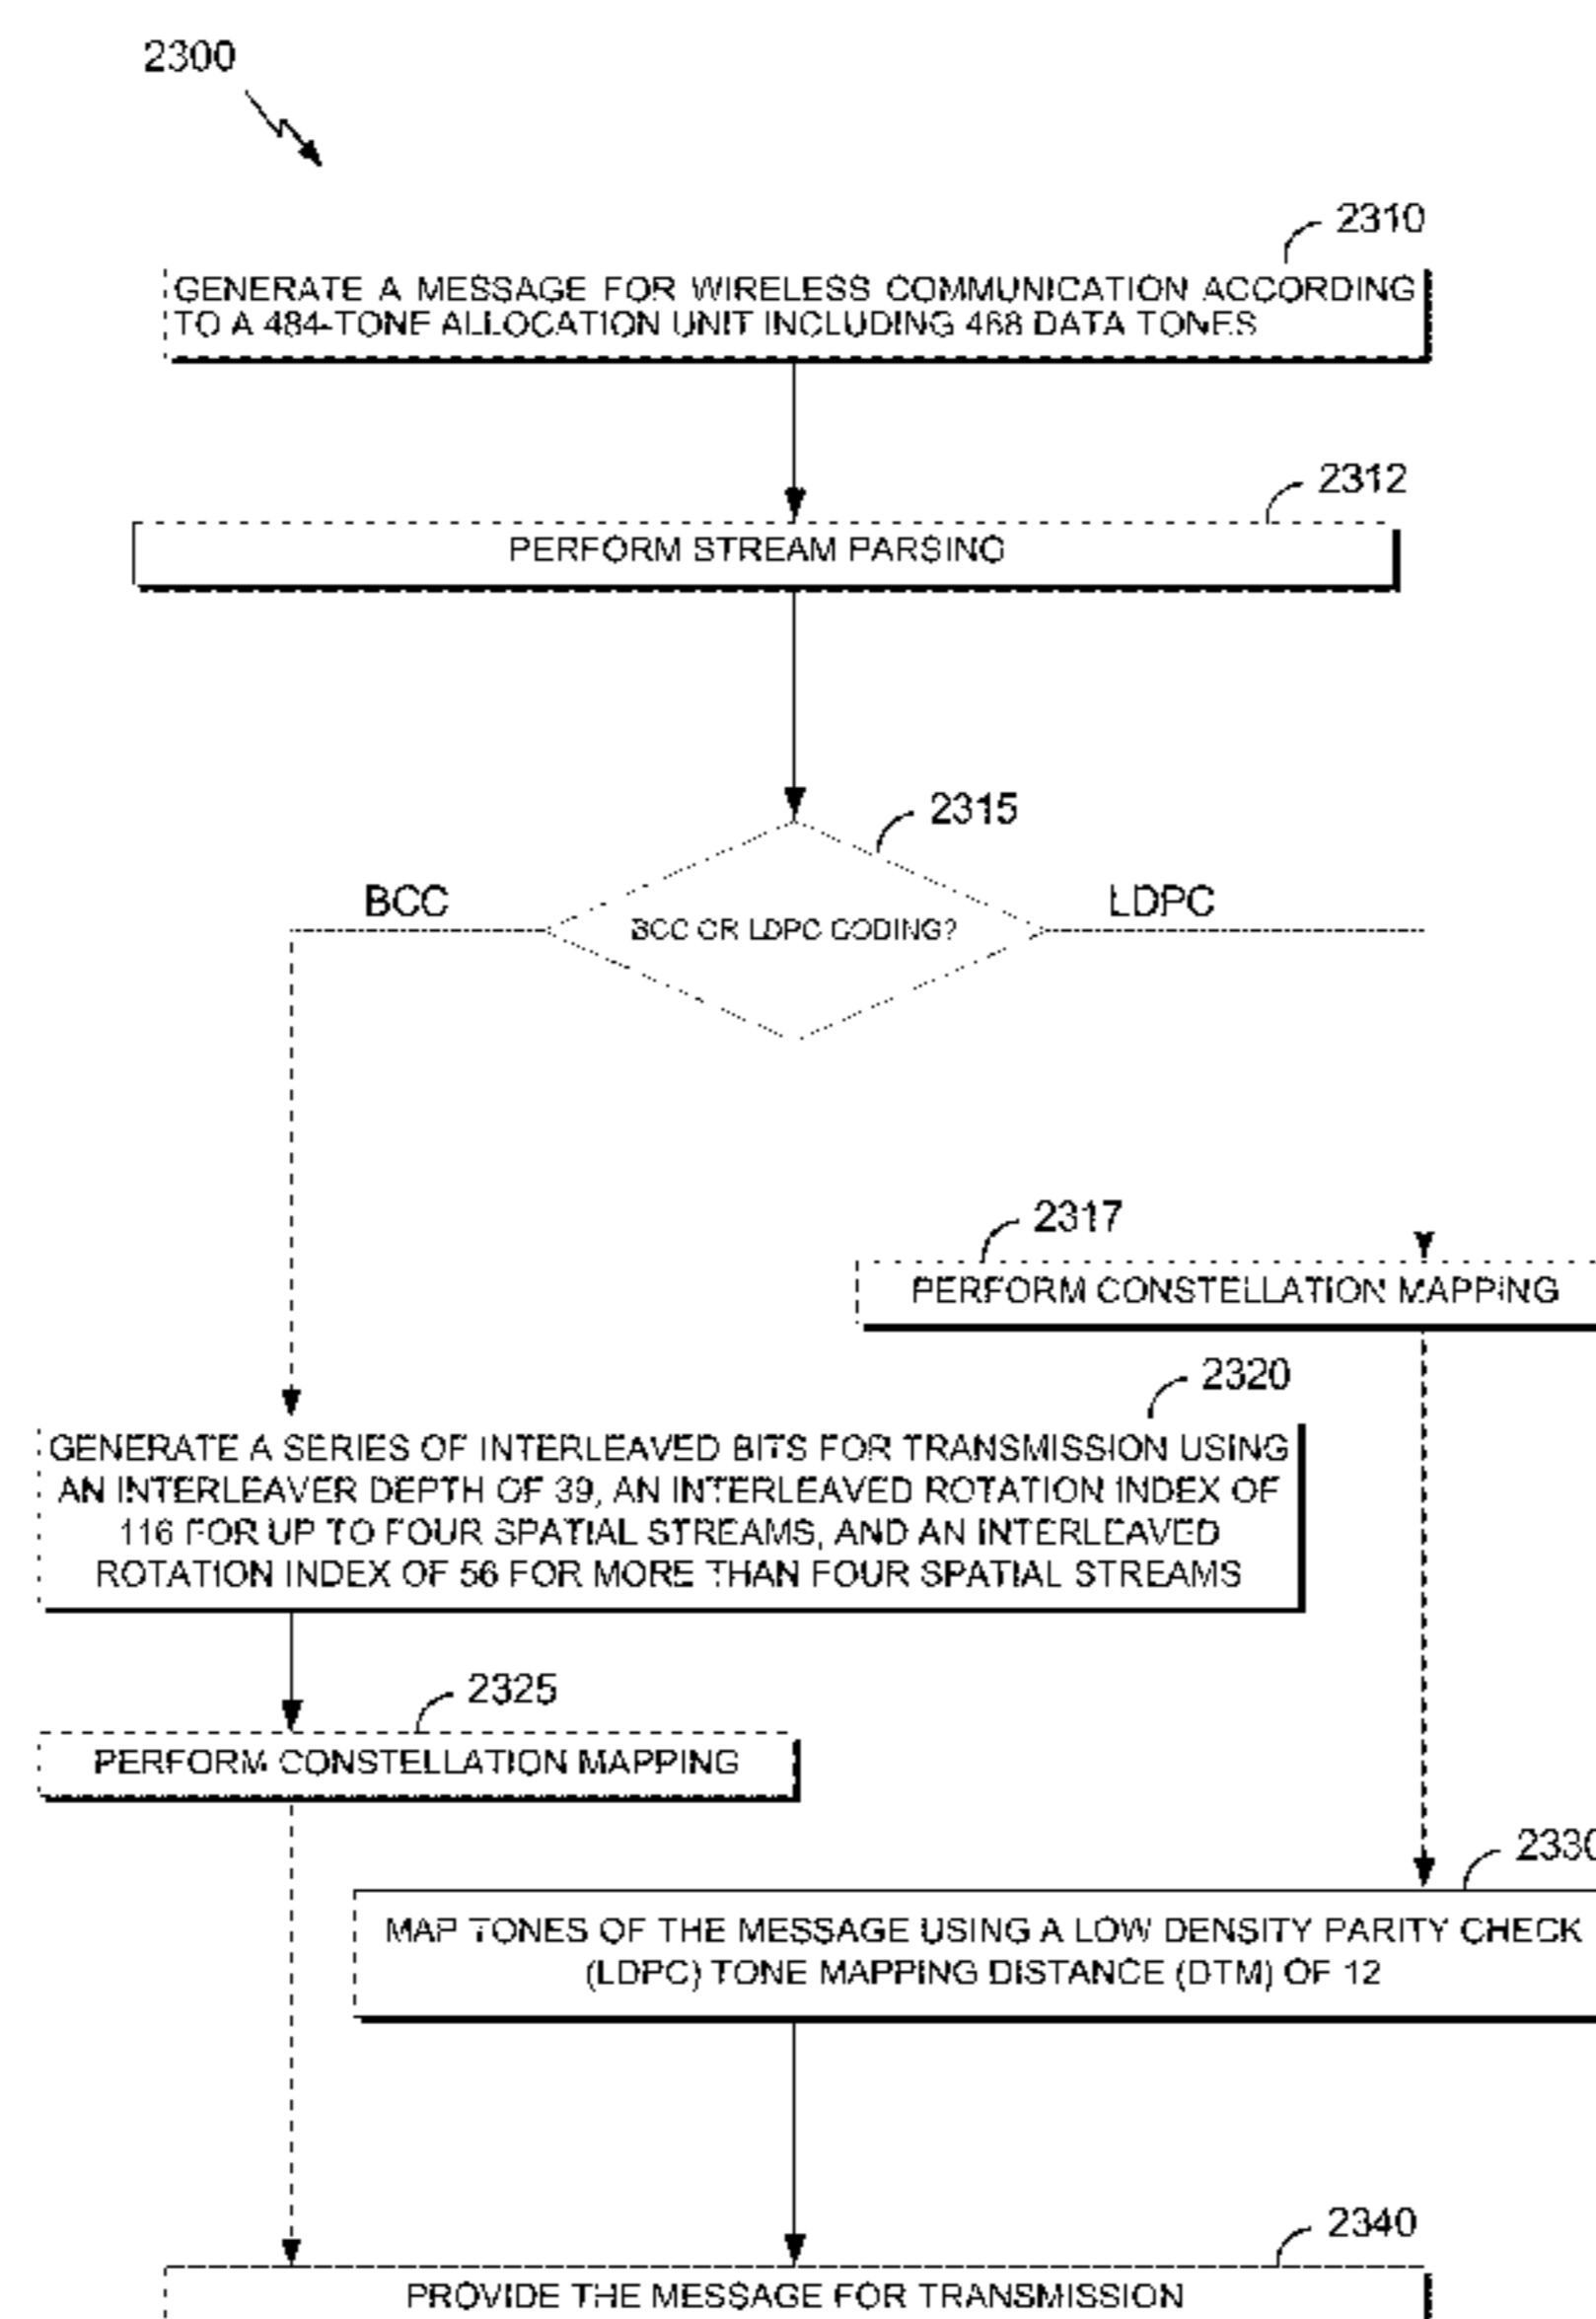 2300
2310
GENERATE A MESSAGE FOR WIRELESS COMMUNICATION ACCORDING
TO A 484-TONE ALLOCATION UNIT INCLUDING 468 DATA TONES
2312
PERFORM STREAM PARSING
2315
BCC
BCC OR LDPC CODING?
LDPC
2317
PERFORM CONSTELLATION MAPPING
2320
GENERATE A SERIES OF INTERLEAVED BITS FOR TRANSMISSION USING
AN INTERLEAVER DEPTH OF 39, AN INTERLEAVED ROTATION INDEX OF
116 FOR UP TO FOUR SPATIAL STREAMS, AND AN INTERLEAVED
ROTATION INDEX OF 56 FOR MORE THAN FOUR SPATIAL STREAMS
2325
PERFORM CONSTELLATION MAPPING
2330
MAP TONES OF THE MESSAGE USING A LOW DENSITY PARITY CHECK
(LDPC) TONE MAPPING DISTANCE (DTM) OF 12
2340
PROVIDE THE MESSAGE FOR TRANSMISSION